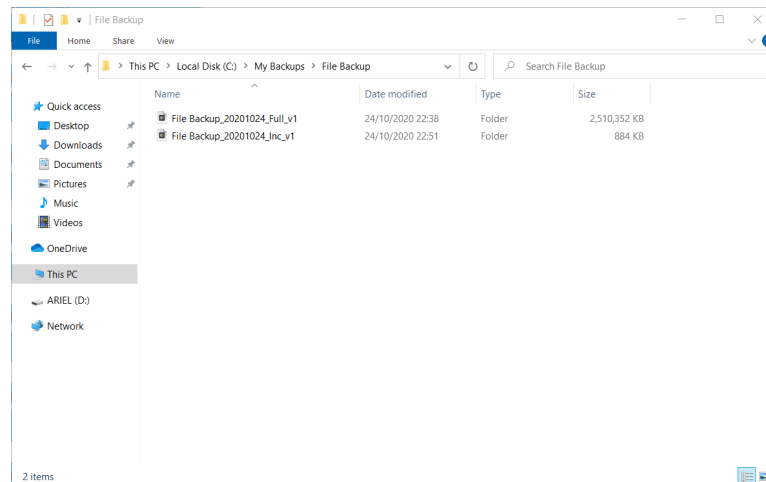 File Backup
File Home Share View
This PC > Local Disk (C:) > My Backups > File Backup
Search File Backup
Name Date modified Type Size
Quick access
Desktop
Downloads
Documents
Pictures
Music
Videos
OneDrive
This PC
ARIEL (D:)
Network
File Backup_20201024_Full_v1 24/10/2020 22:38 Folder 2,510,352 KB
File Backup_20201024_Inc_v1 24/10/2020 22:51 Folder 884 KB
2 items